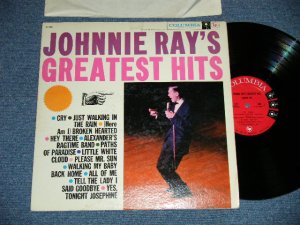 COLUMBIA
JOHNNIE RAY'S
GREATEST HITS
• CRY • JUST WALKING IN
THE RAIN • (Here
Am I) BROKEN HEARTED
• HEY THERE • ALEXANDER'S
RAGTIME BAND • PATHS
OF PARADISE • LITTLE WHITE
CLOUD • PLEASE MR. SUN
• WALKING MY BABY
BACK HOME • ALL OF ME
• TELL THE LADY I
SAID GOODBYE • YES,
TONIGHT JOSEPHINE
COLUMBIA